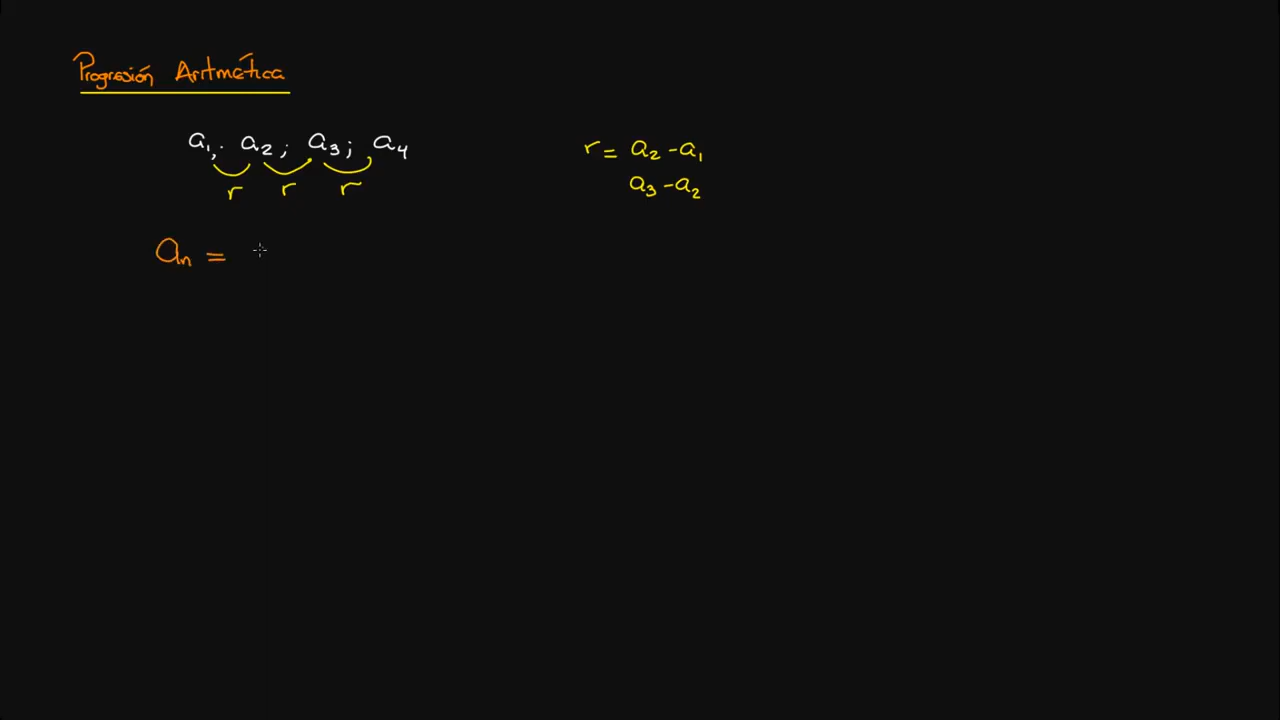 Progresión Aritmética
a₁; a₂; a₃; a₄
r = a₂ - a₁
r r r
a₃ - a₂
aₙ =